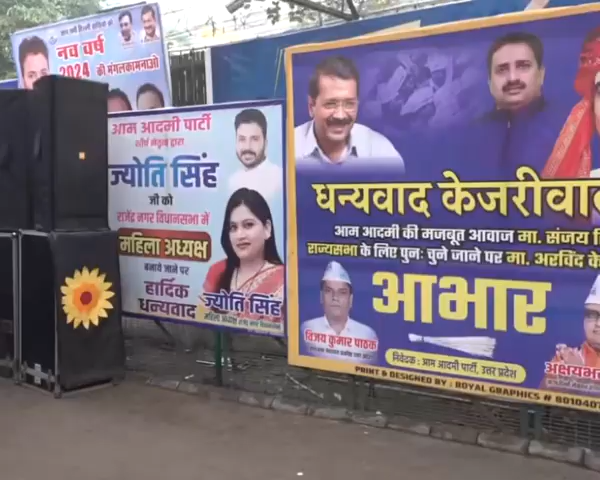 नव वर्ष
2024 की मंगलकामनाओ
आम आदमी पार्टी
शीर्ष नेतृत्व द्वारा
ज्योति सिंह
जी को
राजेंद्र नगर विधानसभा में
महिला अध्यक्ष
बनाये जाने पर
हार्दिक
धन्यवाद
ज्योति सिंह
धन्यवाद केजरीवाल
आम आदमी की मजबूत आवाज मा. संजय
राज्यसभा के लिए पुनः चुने जाने पर मा. अरविंद के
आभार
विजय कुमार पाठक
निवेदक : आम आदमी पार्टी, उत्तर प्रदेश
PRINT & DESIGNED BY : ROYAL GRAPHICS # 8010407